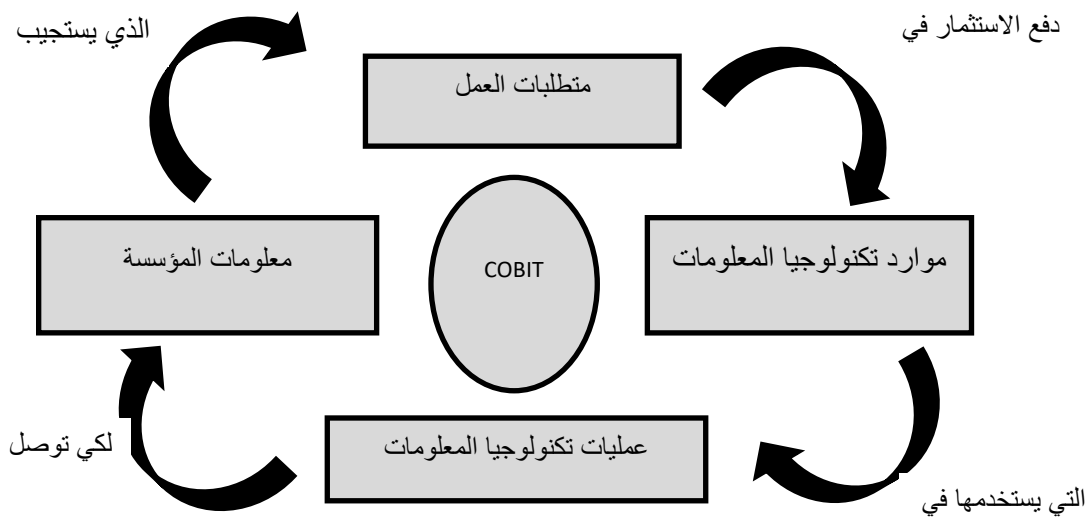 دفع الاستثمار في
الذي يستجيب
متطلبات العمل
موارد تكنولوجيا المعلومات
معلومات المؤسسة
COBIT
عمليات تكنولوجيا المعلومات
لكي توصل
التي يستخدمها في